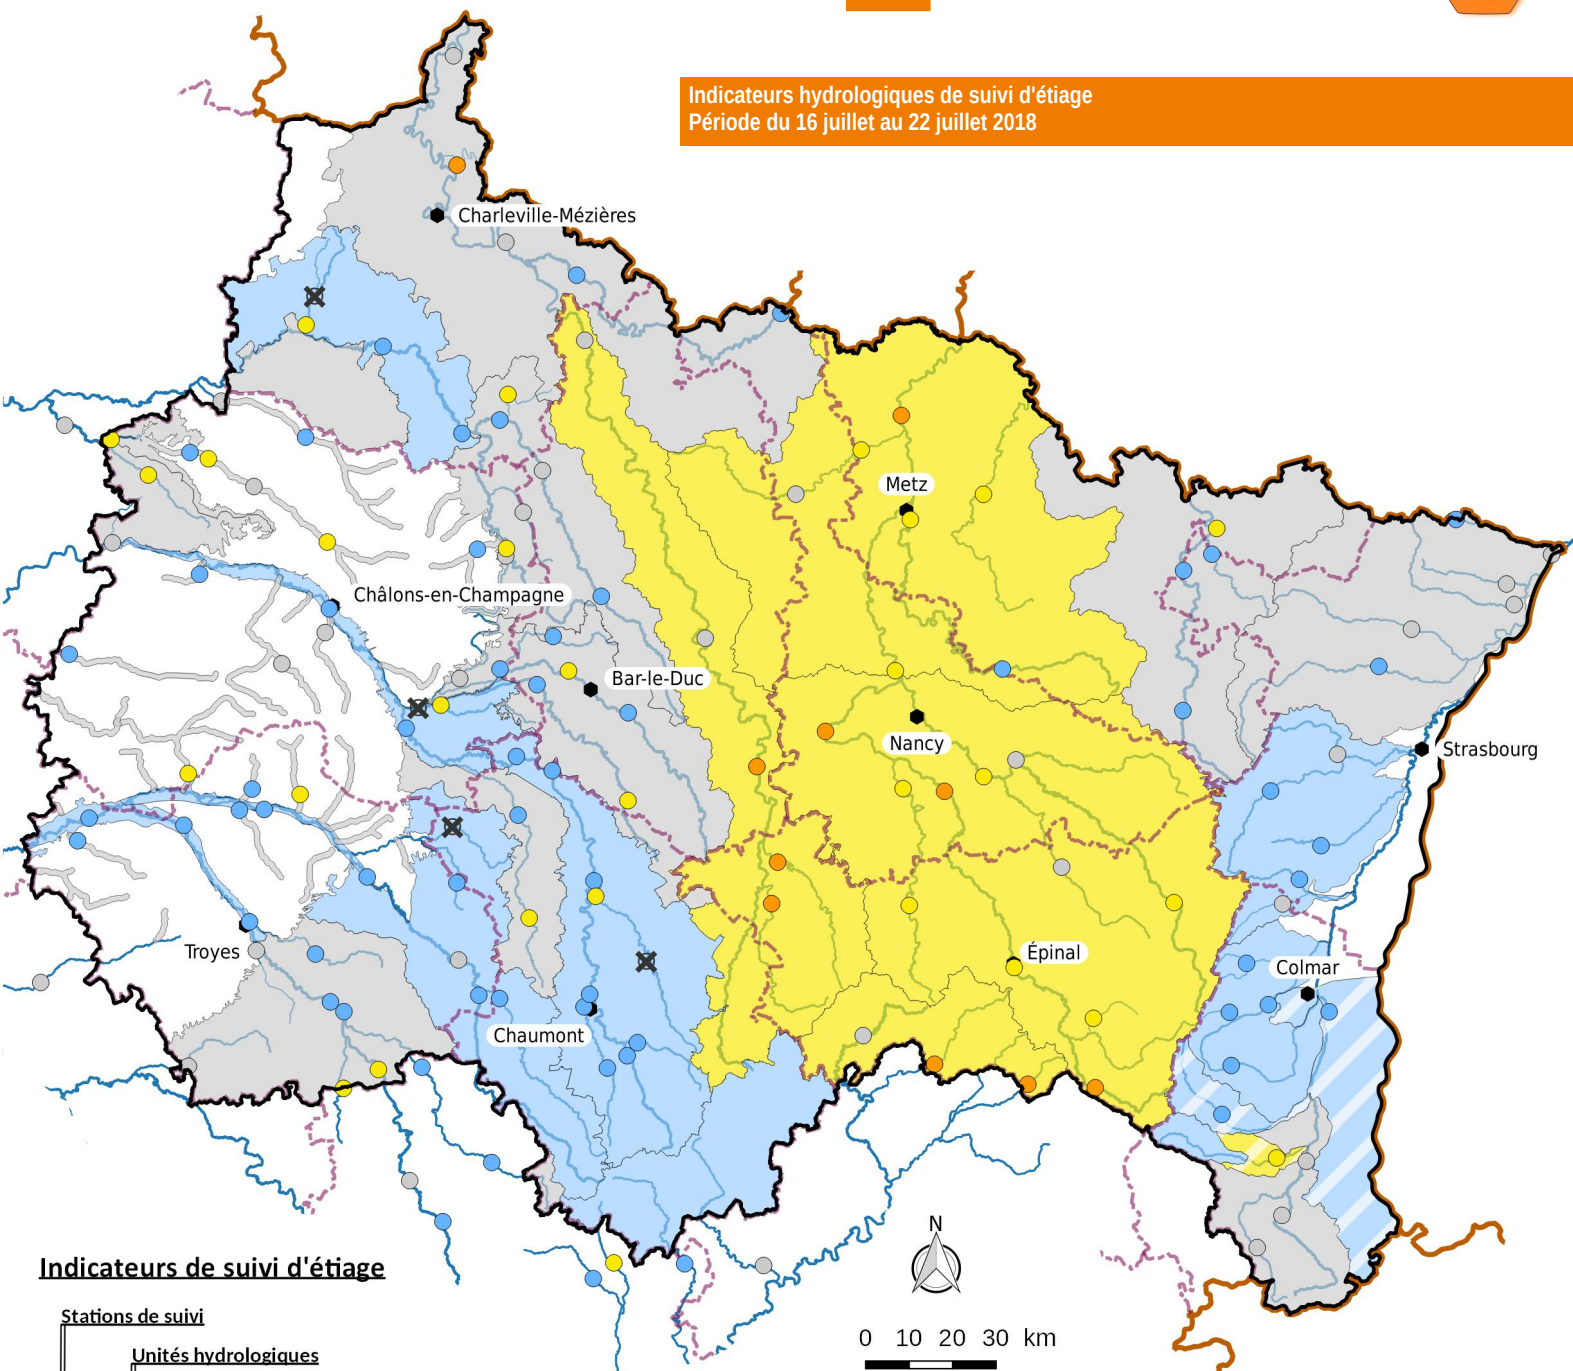 Indicateurs hydrologiques de suivi d'étiage
Période du 16 juillet au 22 juillet 2018
Charleville-Mézières
Metz
Châlons-en-Champagne
Bar-le-Duc
Nancy
Strasbourg
Troyes
Épinal
Colmar
Chaumont
N
0 10 20 30 km
Indicateurs de suivi d'étiage
Stations de suivi
Unités hydrologiques